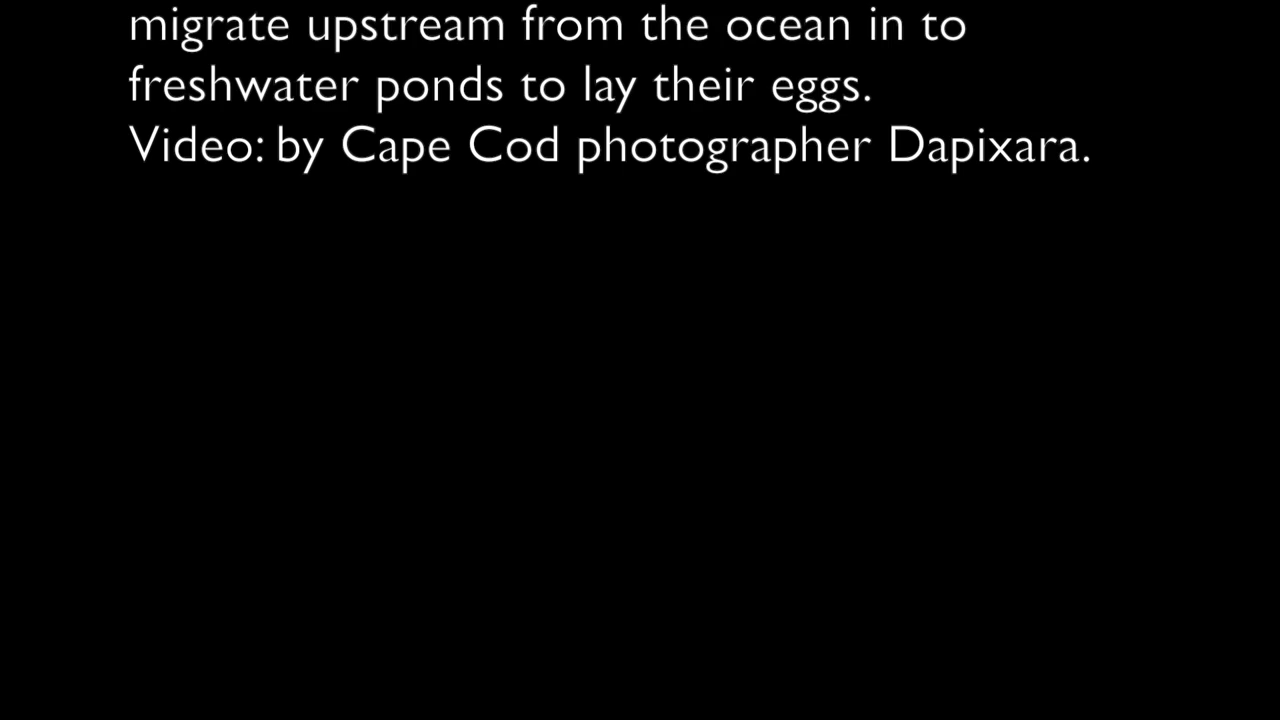 migrate upstream from the ocean in to
freshwater ponds to lay their eggs.
Video: by Cape Cod photographer Dapixara.